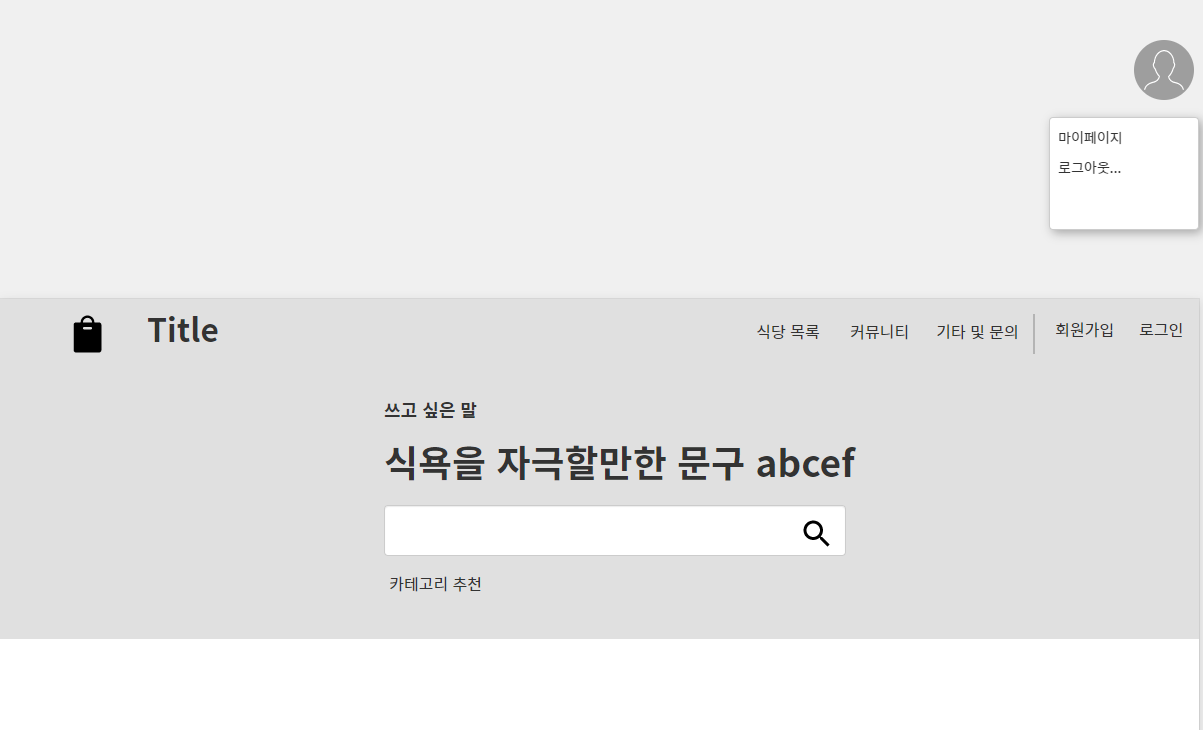 마이페이지
로그아웃...
Title
식당 목록 커뮤니티 기타 및 문의 회원가입 로그인
쓰고 싶은 말
식욕을 자극할만한 문구 abcef
카테고리 추천